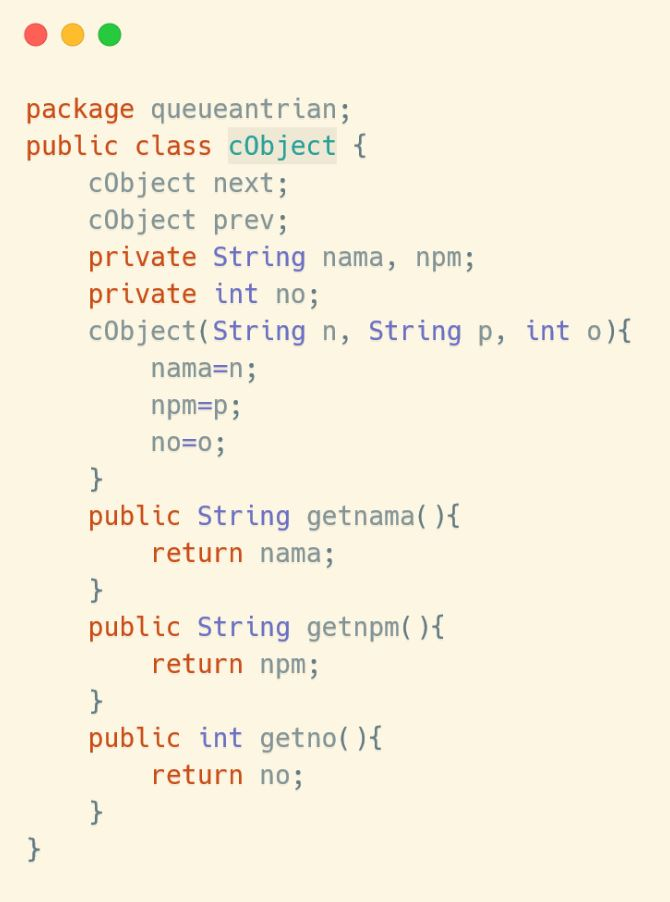 package queueantrian;
public class cObject {
    cObject next;
    cObject prev;
    private String nama, npm;
    private int no;
    cObject(String n, String p, int o){
        nama=n;
        npm=p;
        no=o;
    }
    public String getnama(){
        return nama;
    }
    public String getnpm(){
        return npm;
    }
    public int getno(){
        return no;
    }
}